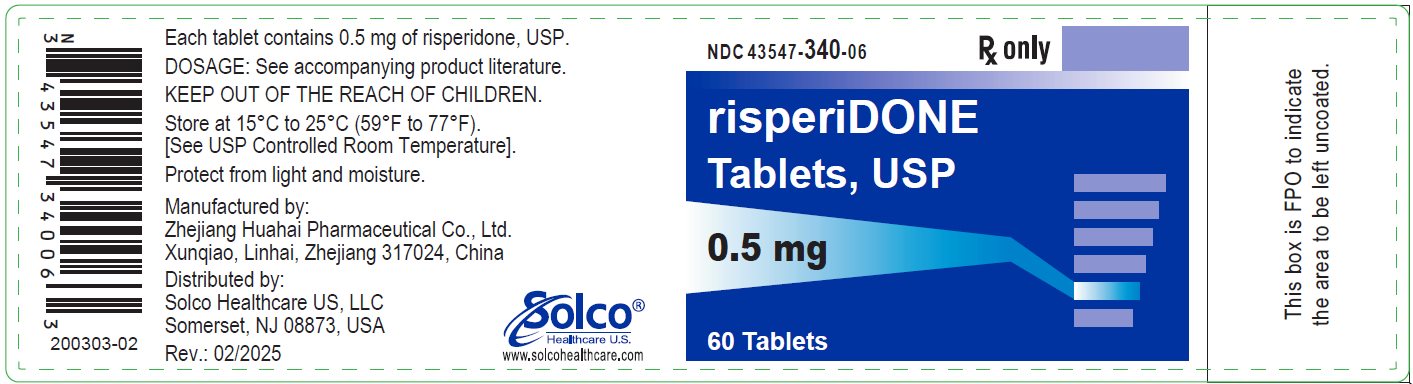 N
3
43547 34006
3
200303-02
Each tablet contains 0.5 mg of risperidone, USP.
DOSAGE: See accompanying product literature.
KEEP OUT OF THE REACH OF CHILDREN.
Store at 15°C to 25°C (59°F to 77°F).
[See USP Controlled Room Temperature].
Protect from light and moisture.
Manufactured by:
Zhejiang Huahai Pharmaceutical Co., Ltd.
Xunqiao, Linhai, Zhejiang 317024, China
Distributed by:
Solco Healthcare US, LLC
Somerset, NJ 08873, USA
Rev.: 02/2025
Solco®
Healthcare U.S.
www.solcohealthcare.com
NDC 43547-340-06
℞ only
risperiDONE
Tablets, USP
0.5 mg
60 Tablets
This box is FPO to indicate
the area to be left uncoated.